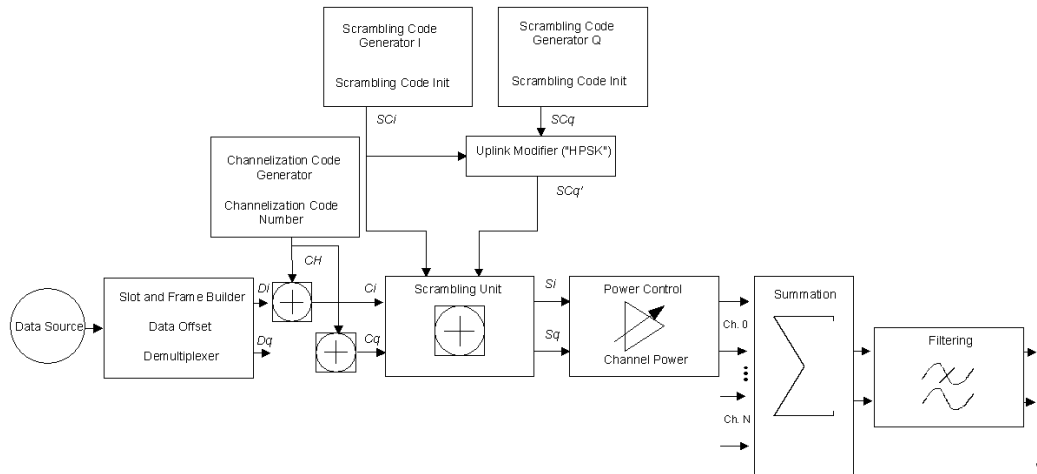 Scrambling Code
Generator I
Scrambling Code Init
Scrambling Code
Generator Q
Scrambling Code Init
SCi
SCq
Uplink Modifier ("HPSK")
SCq'
Channelization Code
Generator
Channelization Code
Number
CH
Data Source
Slot and Frame Builder
Data Offset
Demultiplexer
Di
Dq
Ci
Cq
Scrambling Unit
Si
Sq
Power Control
Channel Power
Ch. 0
Ch. N
Summation
Filtering